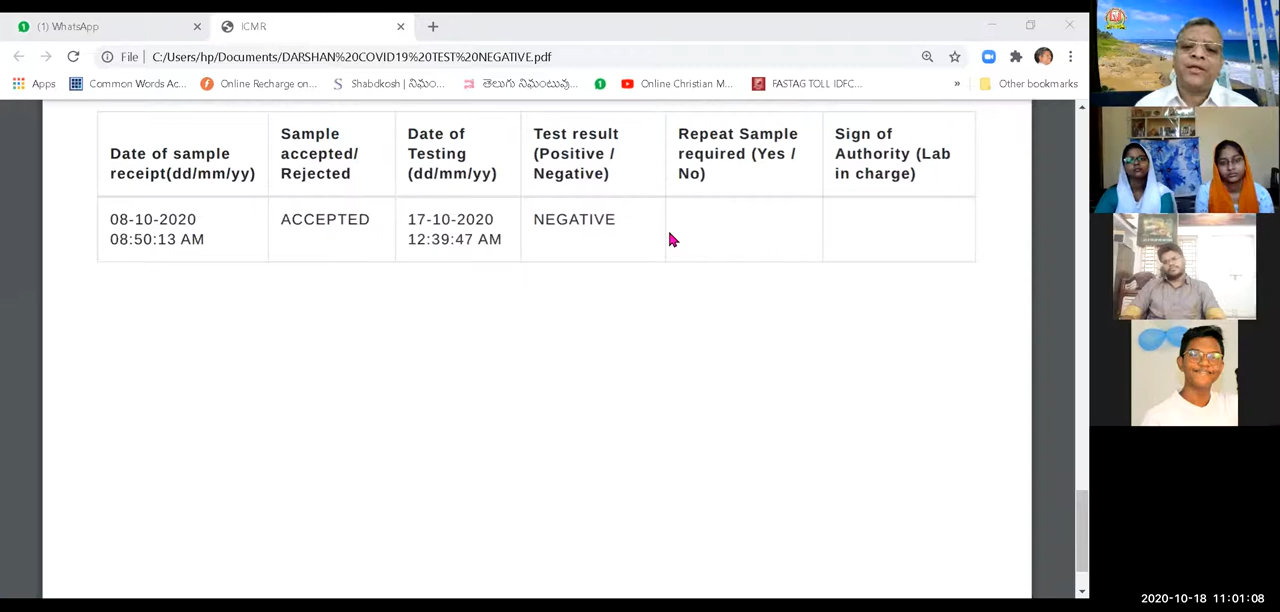 (1) WhatsApp
ICMR
File
C:/Users/hp/Documents/DARSHAN%20COVID19%20TEST%20NEGATIVE.pdf
Apps
Common Words Ac...
Online Recharge on...
Shabdkosh | నిఘం...
తెలుగు నిఘంటువు...
Online Christian M...
FASTAG TOLL IDFC...
»
Other bookmarks
Date of sample
receipt(dd/mm/yy)
Sample
accepted/
Rejected
Date of
Testing
(dd/mm/yy)
Test result
(Positive /
Negative)
Repeat Sample
required (Yes /
No)
Sign of
Authority (Lab
in charge)
08-10-2020
08:50:13 AM
ACCEPTED
17-10-2020
12:39:47 AM
NEGATIVE
2020-10-18 11:01:08